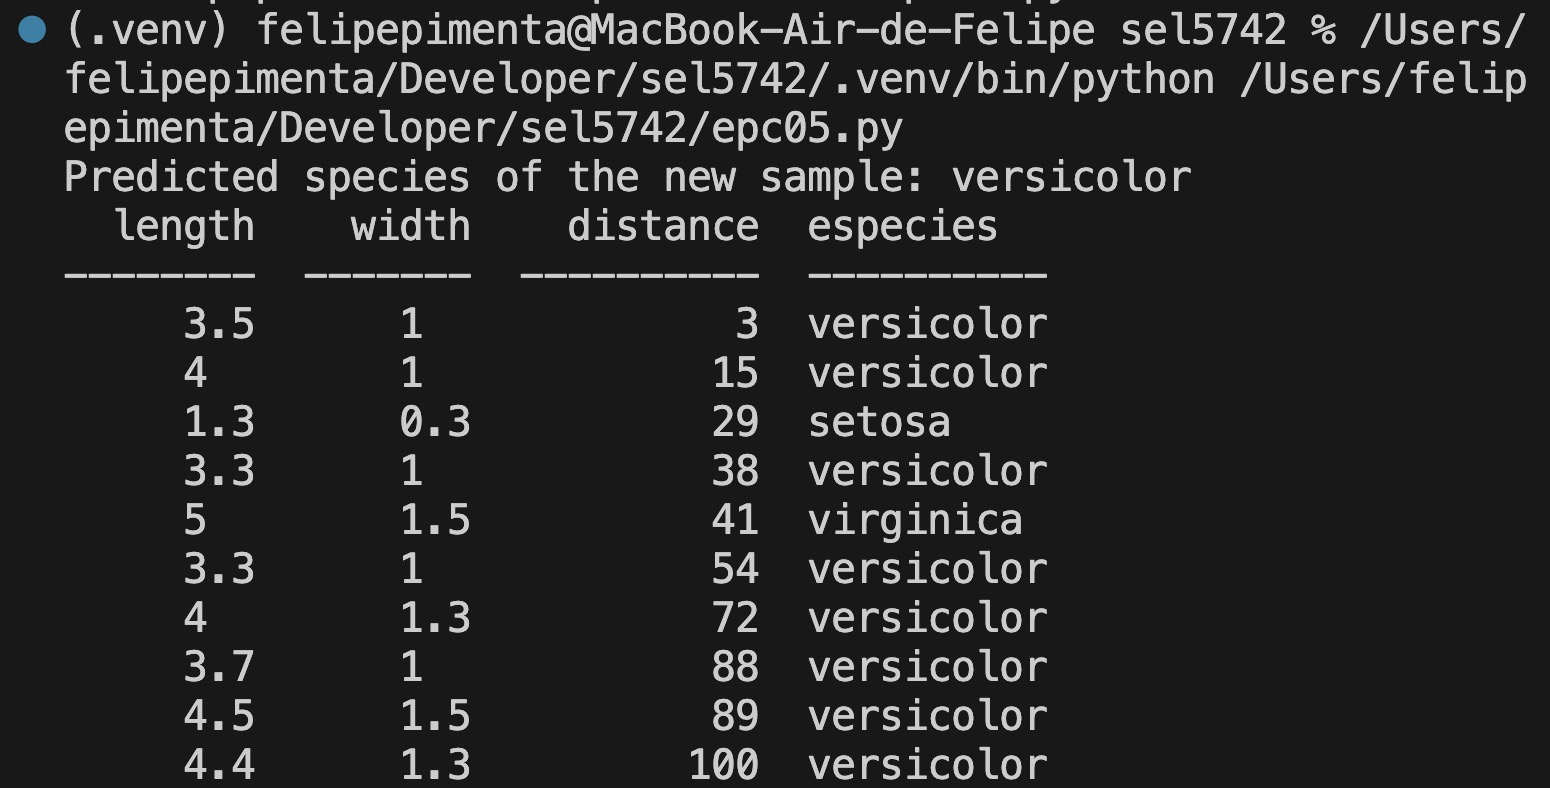 (.venv) felipepimenta@MacBook-Air-de-Felipe sel5742 % /Users/
felipepimenta/Developer/sel5742/.venv/bin/python /Users/felip
epimenta/Developer/sel5742/epc05.py
Predicted species of the new sample: versicolor
  length    width    distance  especies
--------  -------  ----------  ----------
     3.5      1             3  versicolor
     4        1            15  versicolor
     1.3      0.3          29  setosa
     3.3      1            38  versicolor
     5        1.5          41  virginica
     3.3      1            54  versicolor
     4        1.3          72  versicolor
     3.7      1            88  versicolor
     4.5      1.5          89  versicolor
     4.4      1.3         100  versicolor